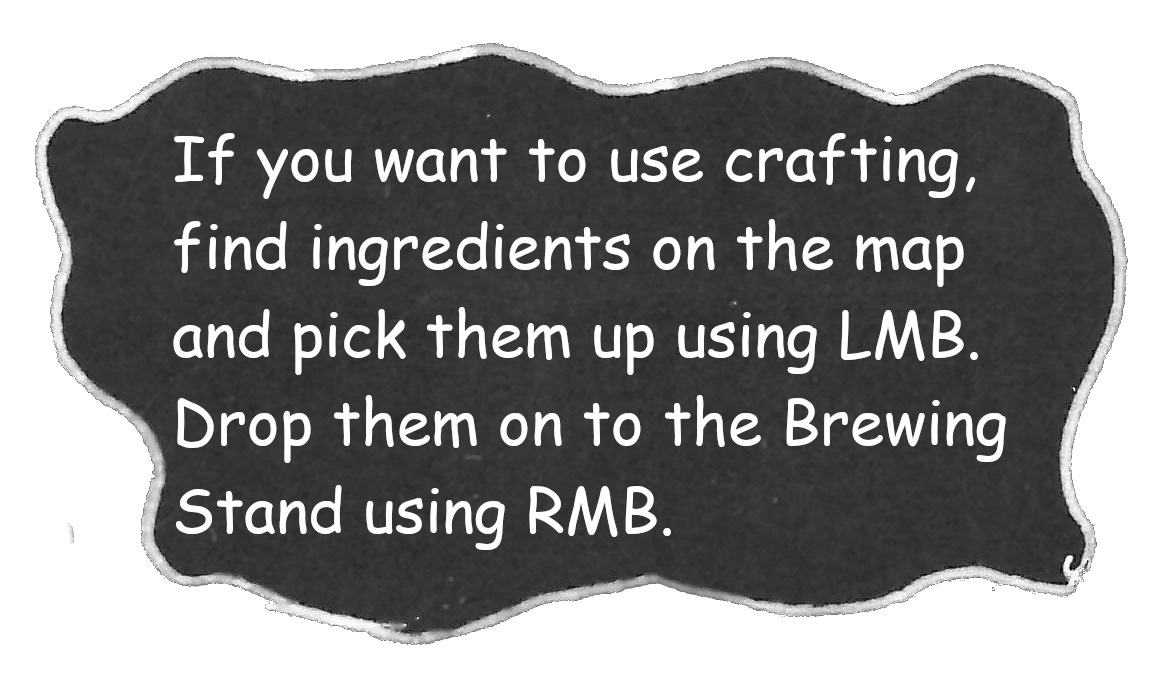 If you want to use crafting,
find ingredients on the map
and pick them up using LMB.
Drop them on to the Brewing
Stand using RMB.